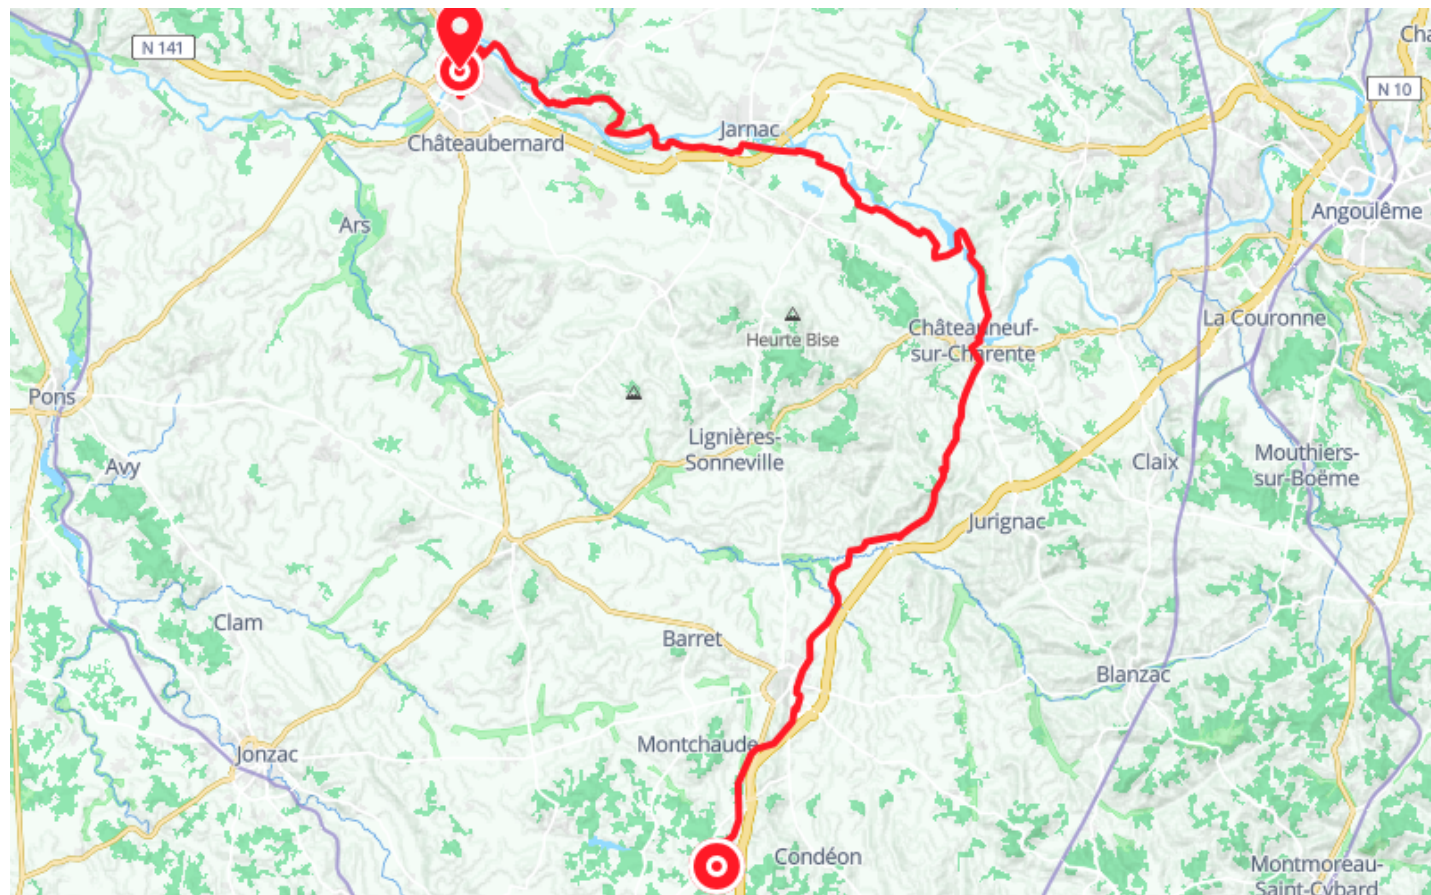 N 141
Cha
N 10
Jarnac
Châteaubernard
Angoulême
Ars
La Couronne
Châteauneuf-
sur-Charente
Heurte Bise
Pons
Lignières-
Sonneville
Mouthiers-
sur-Boëme
Avy
Claix
Jurignac
Clam
Barret
Blanzac
Montchaude
Jonzac
Condéon
Montmoreau-
Saint-Cybard